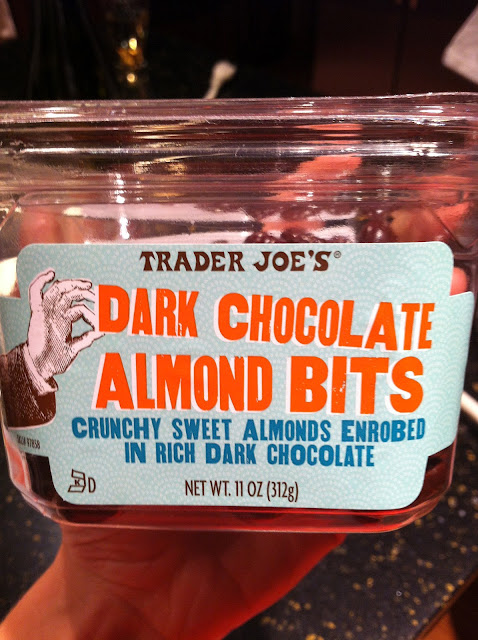 TRADER JOE'S®
DARK CHOCOLATE
ALMOND BITS
CRUNCHY SWEET ALMONDS ENROBED
IN RICH DARK CHOCOLATE
K D
NET WT. 11 OZ (312g)